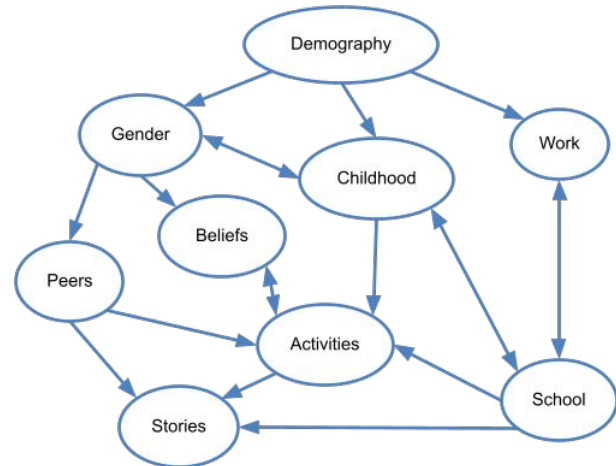 Demography
Gender
Work
Childhood
Beliefs
Peers
Activities
School
Stories